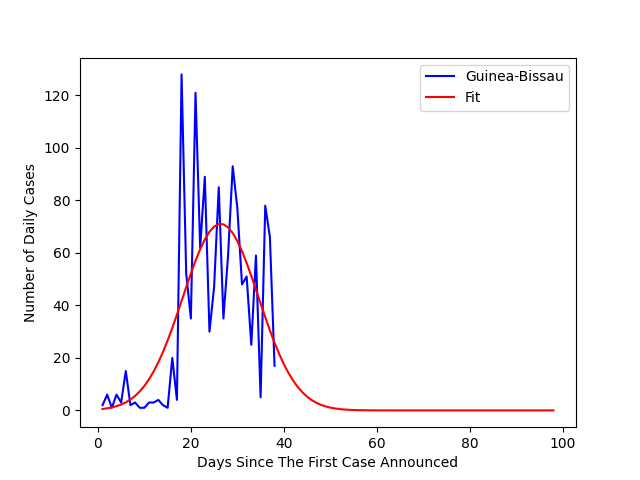 Guinea-Bissau
Fit
Number of Daily Cases
120
100
80
60
40
20
0
0 20 40 60 80 100
Days Since The First Case Announced